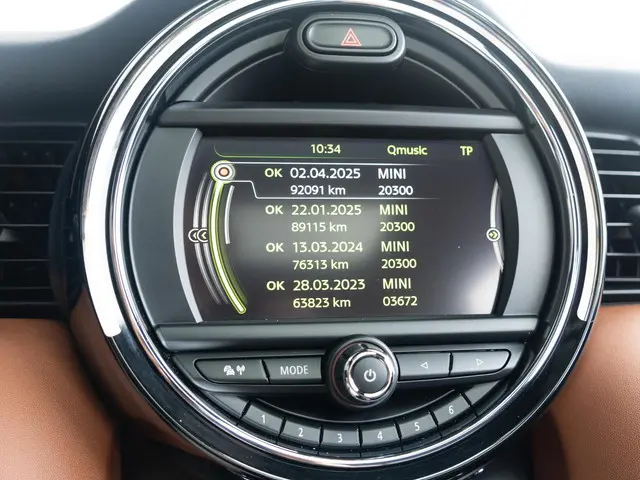 10:34 Qmusic TP
OK 02.04.2025 MINI
92091 km 20300
OK 22.01.2025 MINI
89115 km 20300
OK 13.03.2024 MINI
76313 km 20300
OK 28.03.2023 MINI
63823 km 03672
MODE
1 2 3 4 5 6